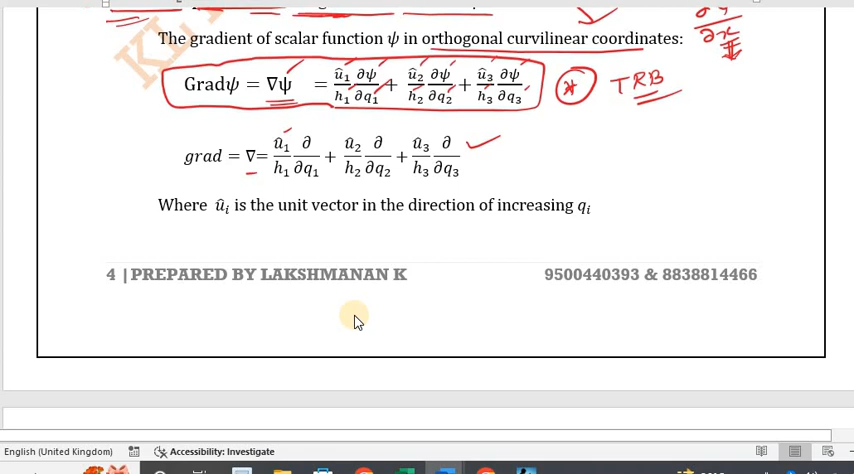 The gradient of scalar function ψ in orthogonal curvilinear coordinates:
Gradψ = ∇ψ = û₁/h₁ ∂ψ/∂q₁ + û₂/h₂ ∂ψ/∂q₂ + û₃/h₃ ∂ψ/∂q₃
TRB
grad = ∇= û₁/h₁ ∂/∂q₁ + û₂/h₂ ∂/∂q₂ + û₃/h₃ ∂/∂q₃
Where ûᵢ is the unit vector in the direction of increasing qᵢ
4 | PREPARED BY LAKSHMANAN K 9500440393 & 8838814466
English (United Kingdom) Accessibility: Investigate